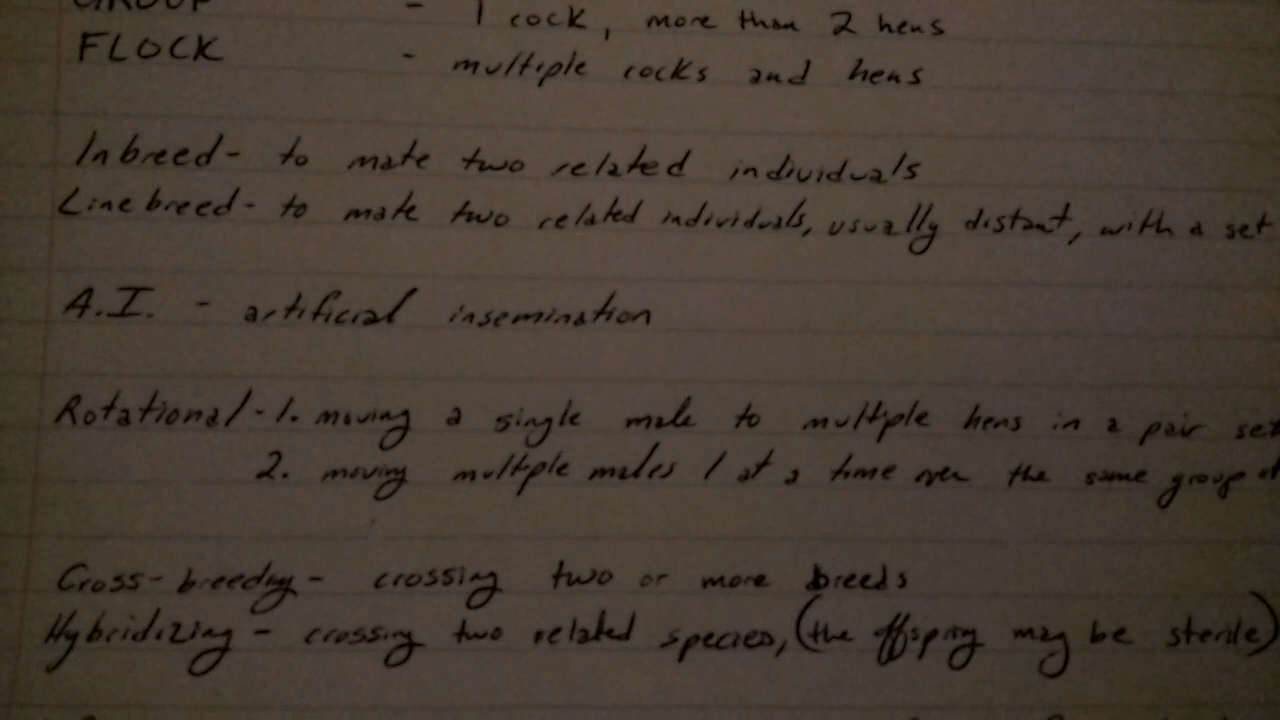 GROUP - 1 cock, more than 2 hens
FLOCK - multiple cocks and hens
Inbreed - to mate two related individuals
Linebreed - to mate two related individuals, usually distant, with a set
A.I. - artificial insemination
Rotational - 1. moving a single male to multiple hens in a pair set
2. moving multiple males 1 at a time over the same group of
Cross-breeding - crossing two or more breeds
Hybridizing - crossing two related species, (the offspring may be sterile)